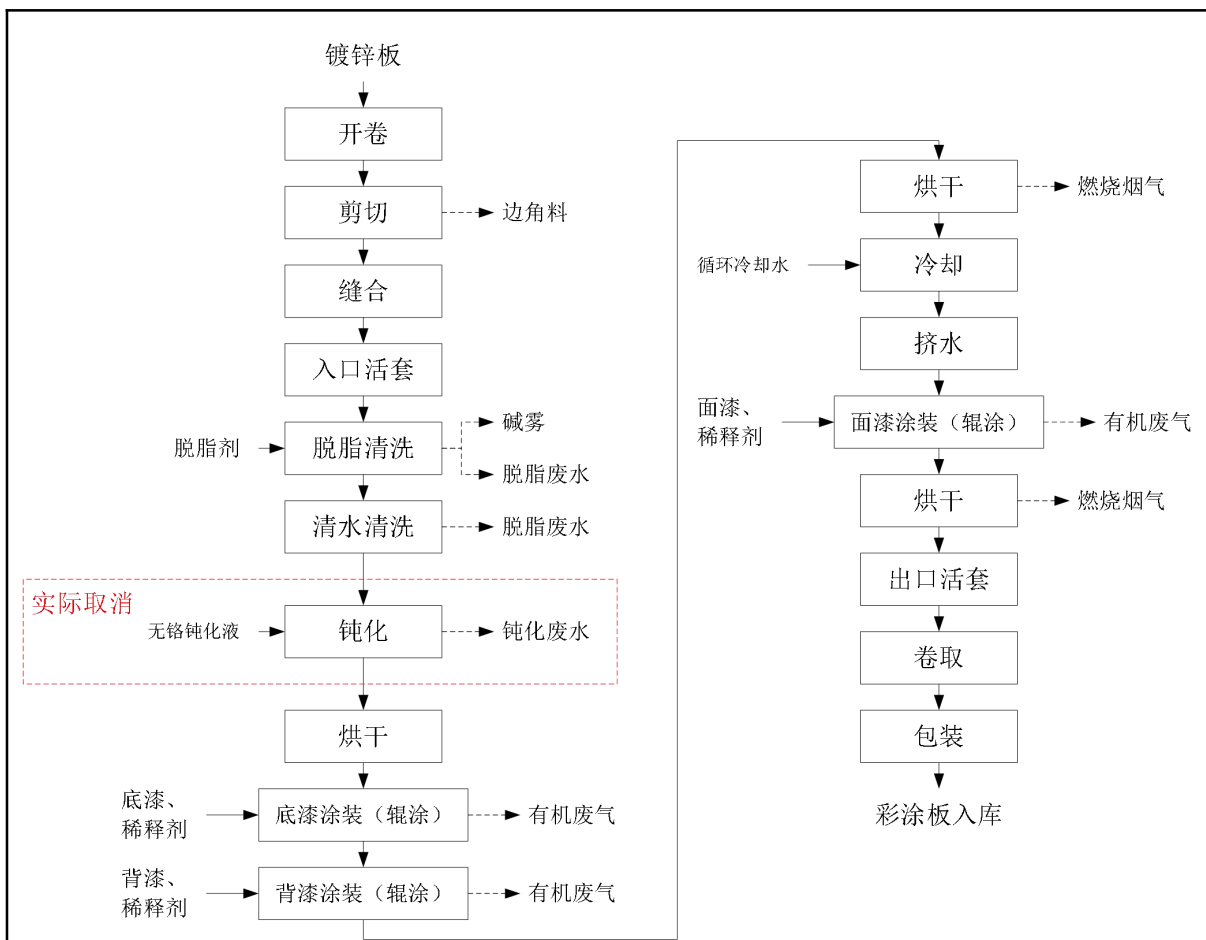 镀锌板
开卷
剪切
边角料
缝合
入口活套
脱脂剂
脱脂清洗
碱雾
脱脂废水
清水清洗
脱脂废水
实际取消
无铬钝化液
钝化
钝化废水
烘干
底漆、
稀释剂
底漆涂装（辊涂）
有机废气
背漆、
稀释剂
背漆涂装（辊涂）
有机废气
烘干
燃烧烟气
循环冷却水
冷却
挤水
面漆、
稀释剂
面漆涂装（辊涂）
有机废气
烘干
燃烧烟气
出口活套
卷取
包装
彩涂板入库